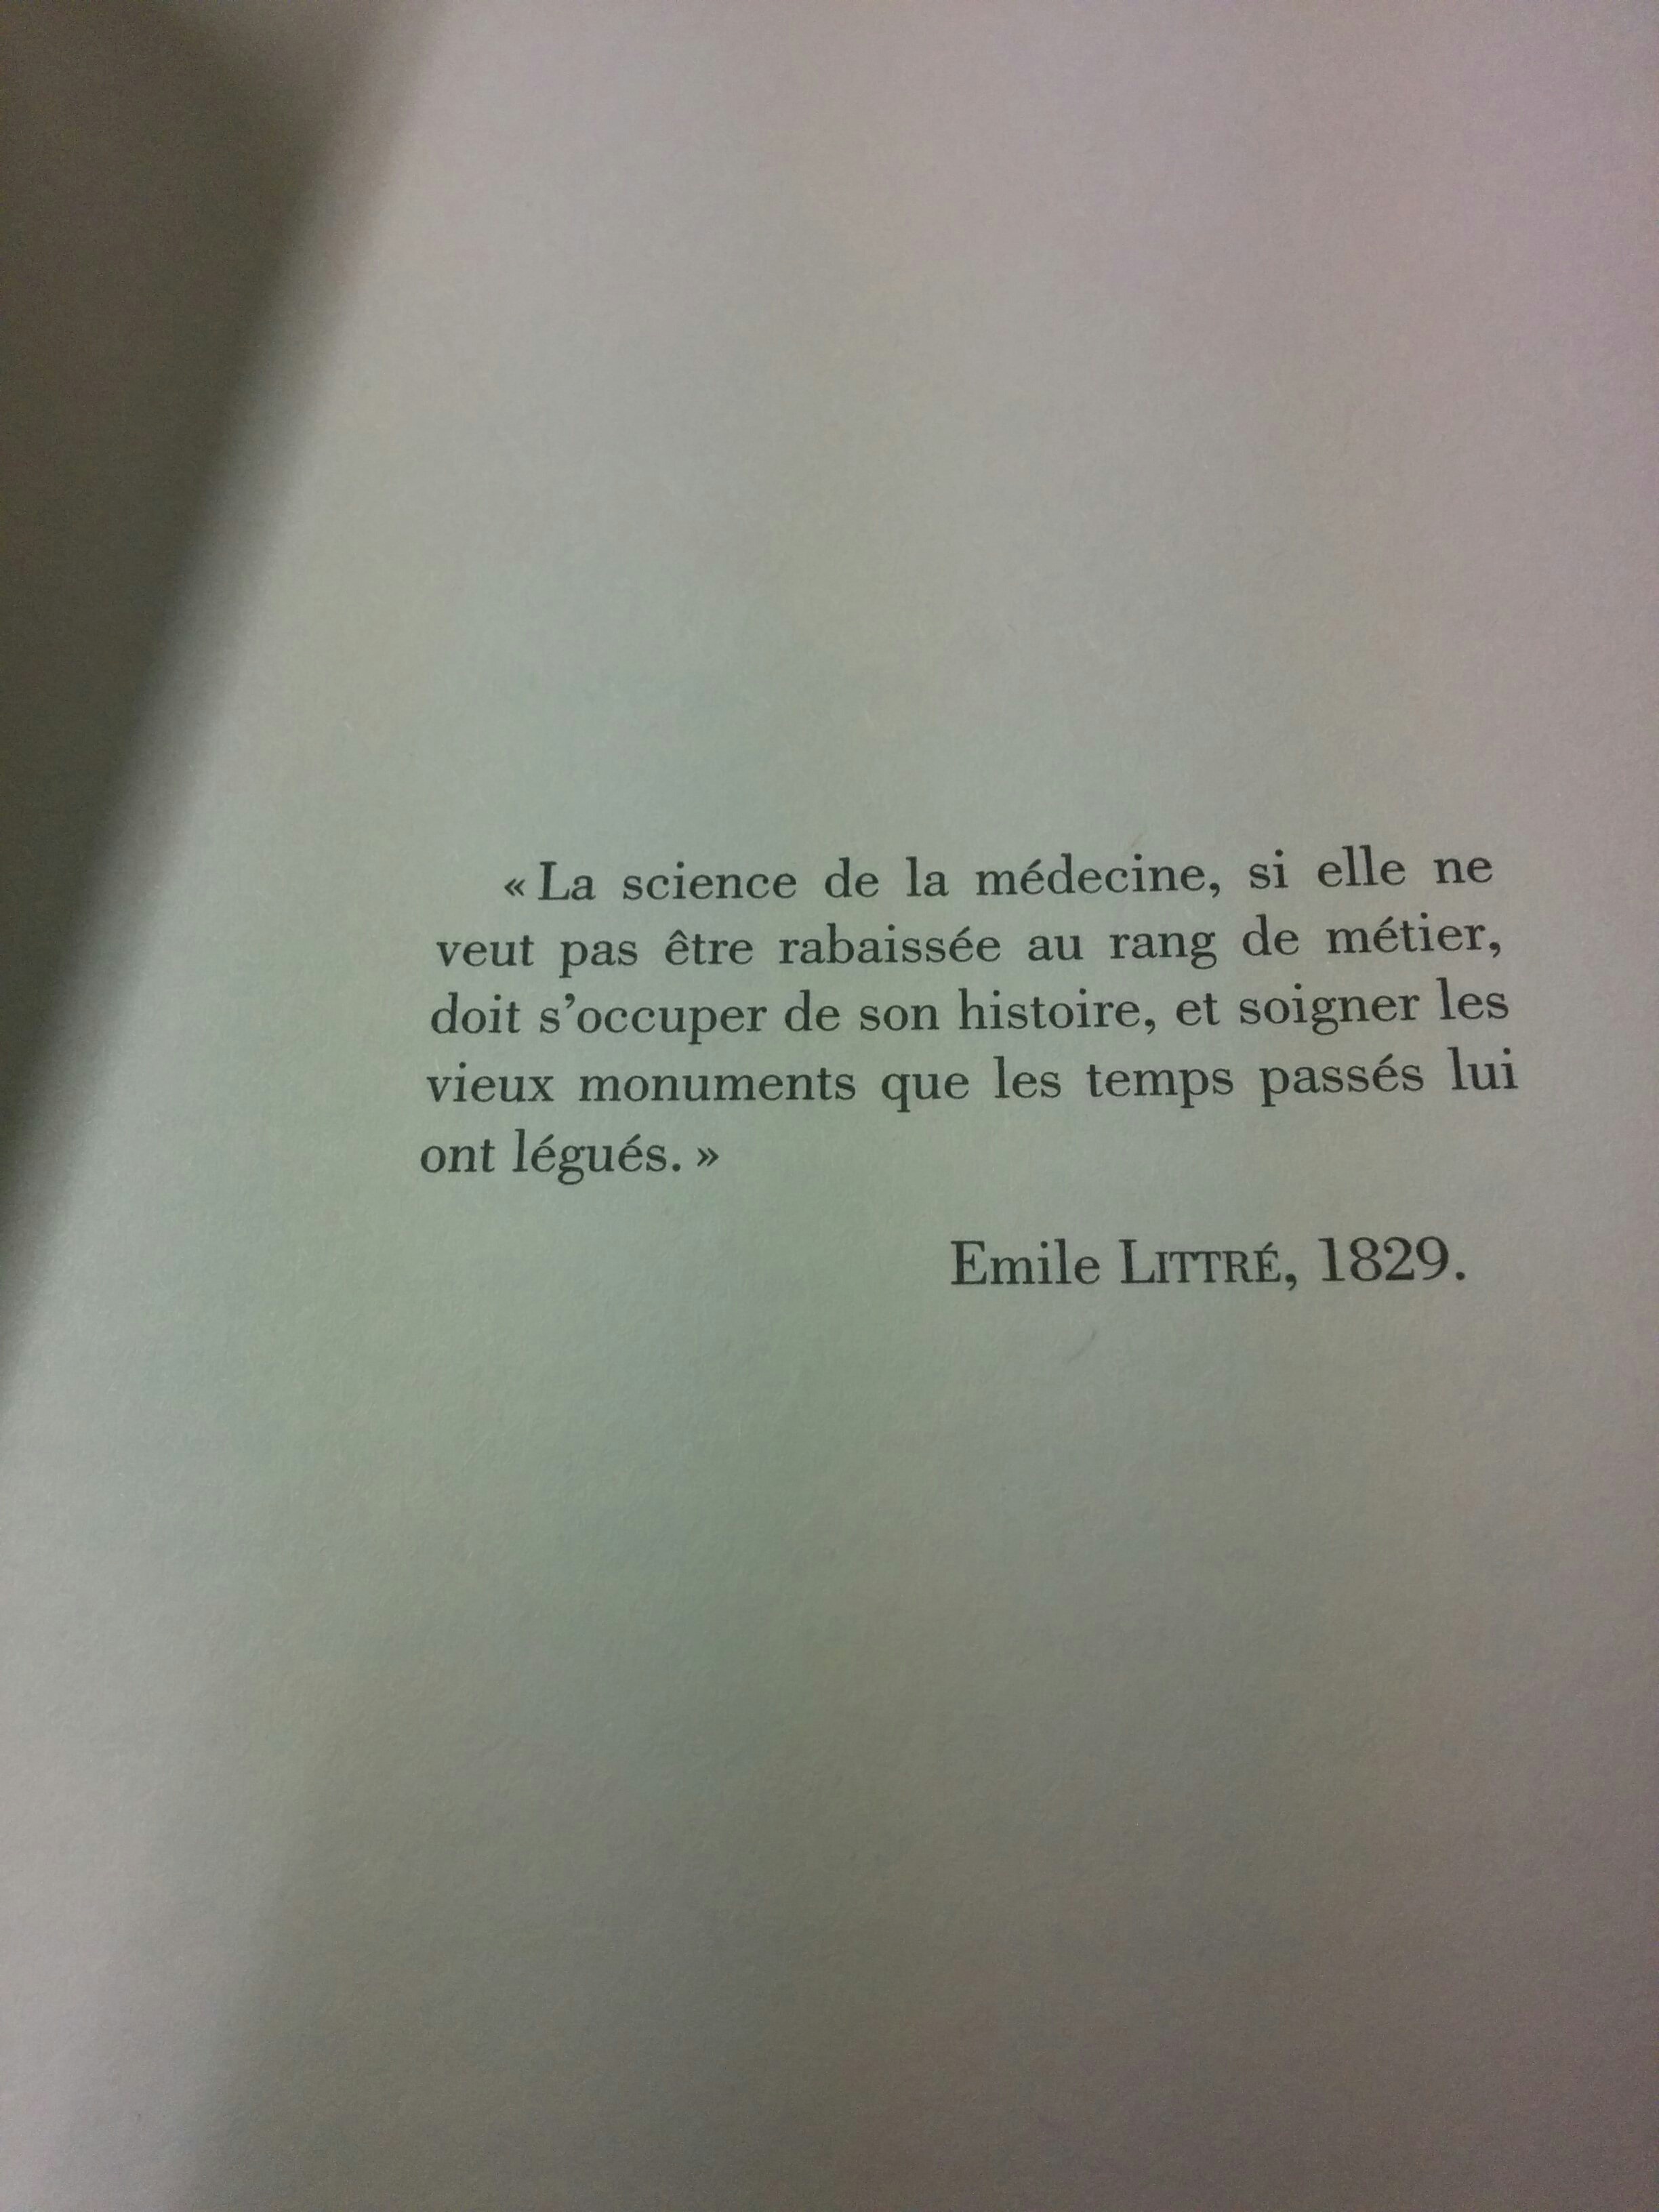 « La science de la médecine, si elle ne
veut pas être rabaissée au rang de métier,
doit s’occuper de son histoire, et soigner les
vieux monuments que les temps passés lui
ont légués. »
Emile LITTRÉ, 1829.